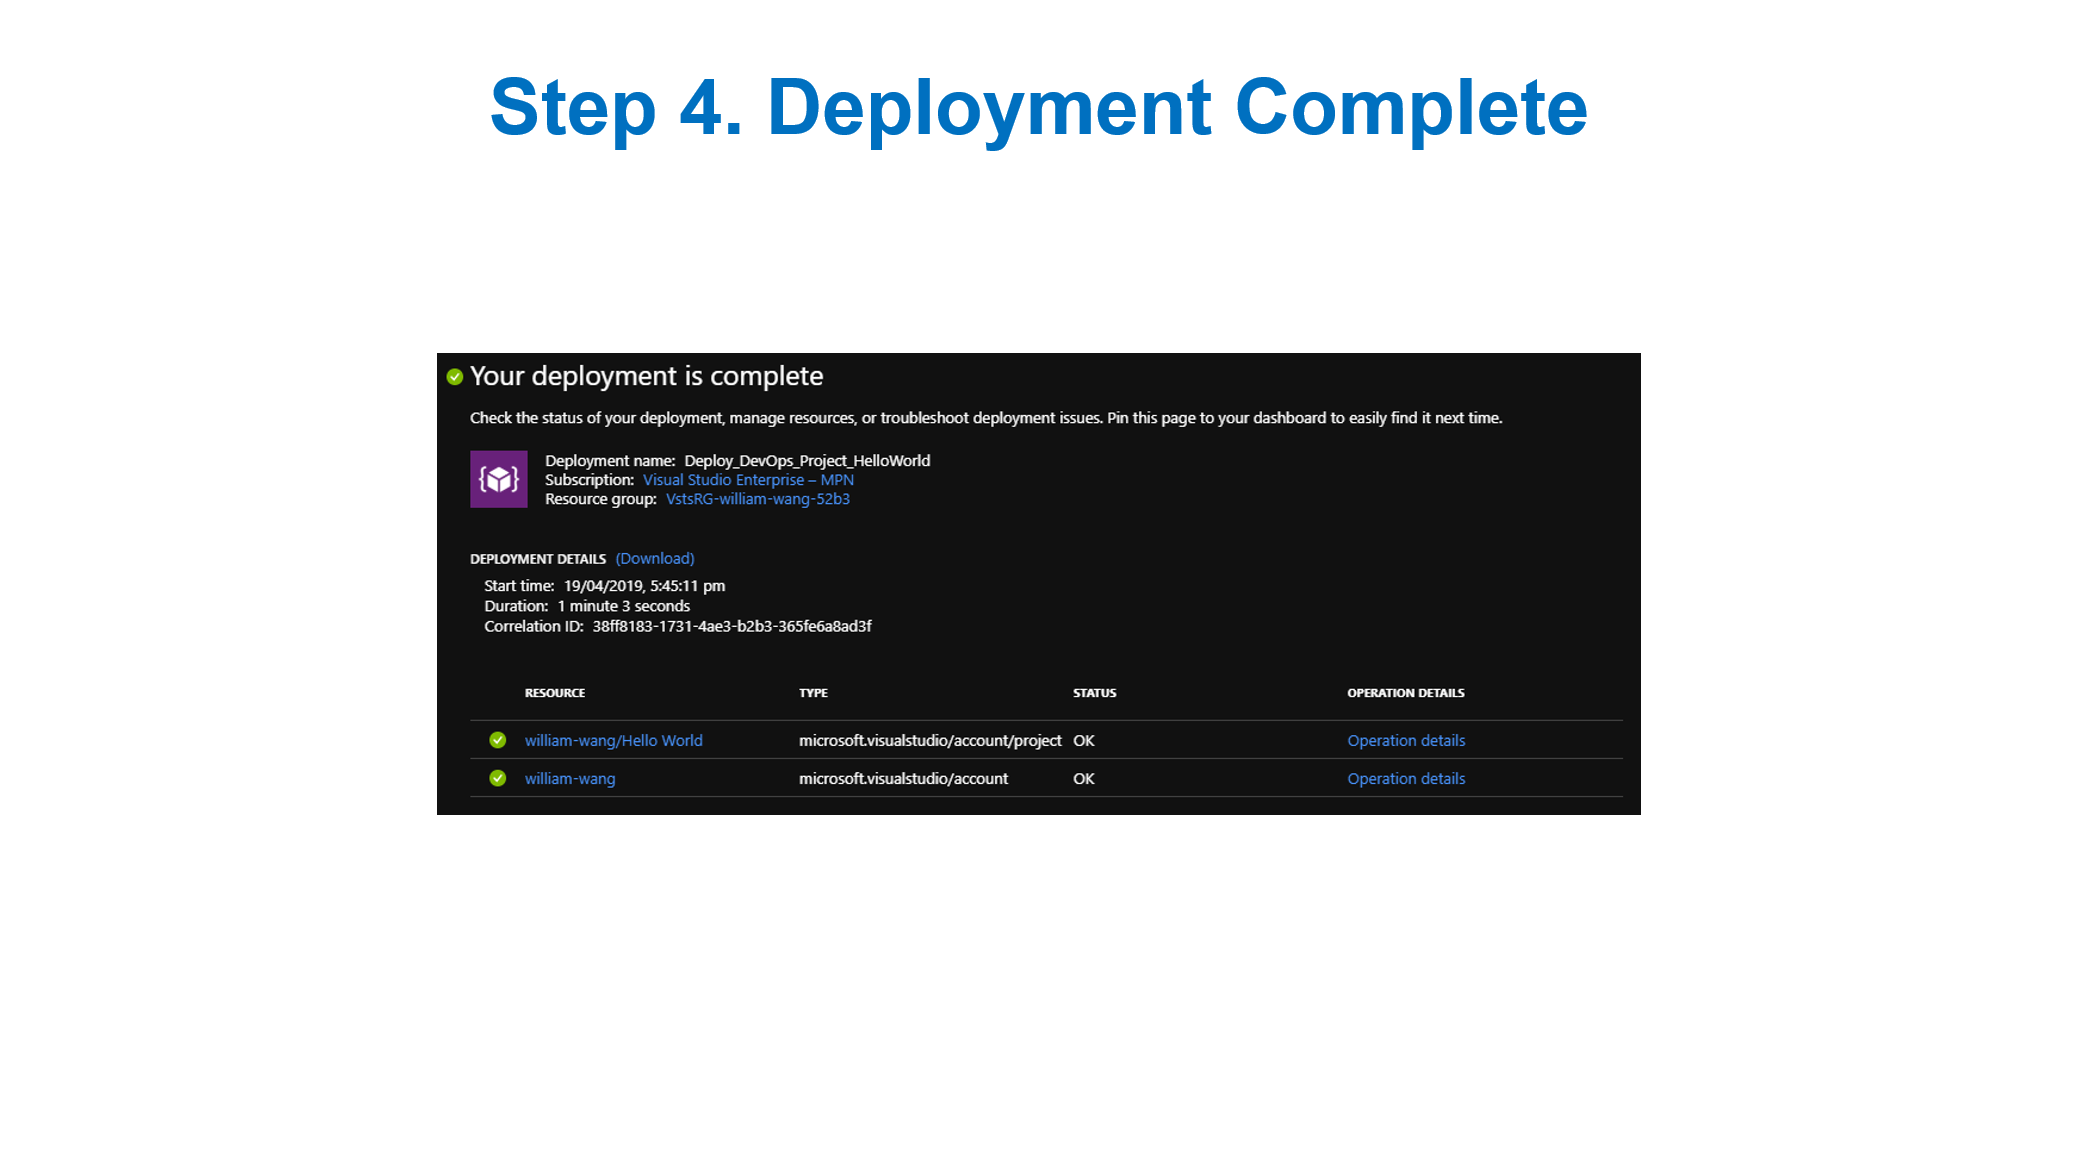 Step 4. Deployment Complete
Your deployment is complete
Check the status of your deployment, manage resources, or troubleshoot deployment issues. Pin this page to your dashboard to easily find it next time.
Deployment name: Deploy_DevOps_Project_HelloWorld
Subscription: Visual Studio Enterprise – MPN
Resource group: VstsRG-william-wang-52b3
DEPLOYMENT DETAILS (Download)
Start time: 19/04/2019, 5:45:11 pm
Duration: 1 minute 3 seconds
Correlation ID: 38ff8183-1731-4ae3-b2b3-365fe6a8ad3f
RESOURCE TYPE STATUS OPERATION DETAILS
william-wang/Hello World microsoft.visualstudio/account/project OK Operation details
william-wang microsoft.visualstudio/account OK Operation details